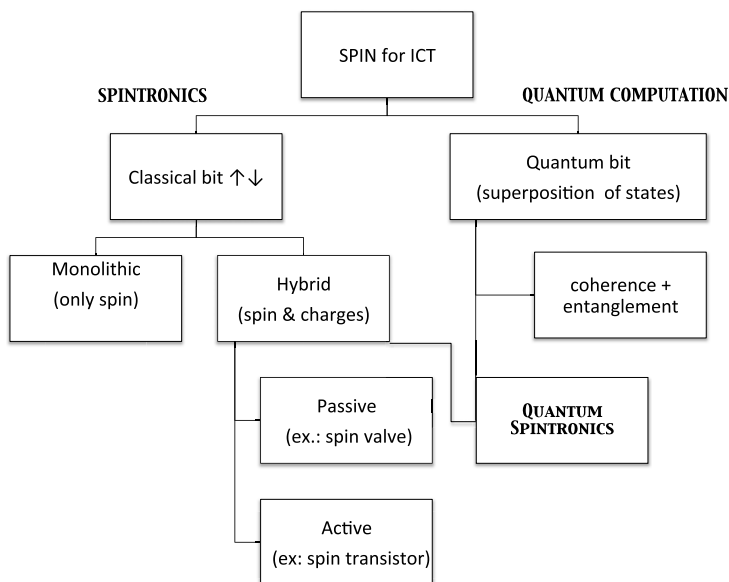 SPIN for ICT
SPINTRONICS
QUANTUM COMPUTATION
Classical bit ↑↓
Quantum bit
(superposition of states)
Monolithic
(only spin)
Hybrid
(spin & charges)
coherence +
entanglement
Passive
(ex.: spin valve)
QUANTUM
SPINTRONICS
Active
(ex: spin transistor)